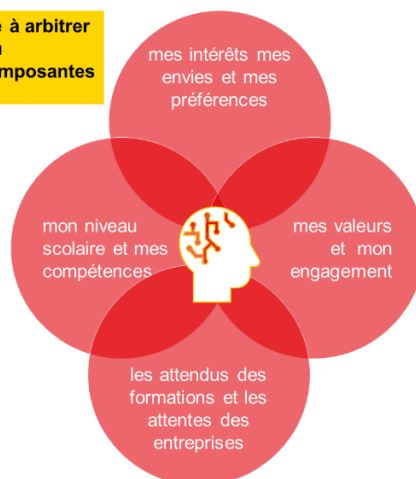 e à arbitrer
mposantes
mes intérêts mes
envies et mes
préférences
mon niveau
scolaire et mes
compétences
mes valeurs
et mon
engagement
les attendus des
formations et les
attentes des
entreprises